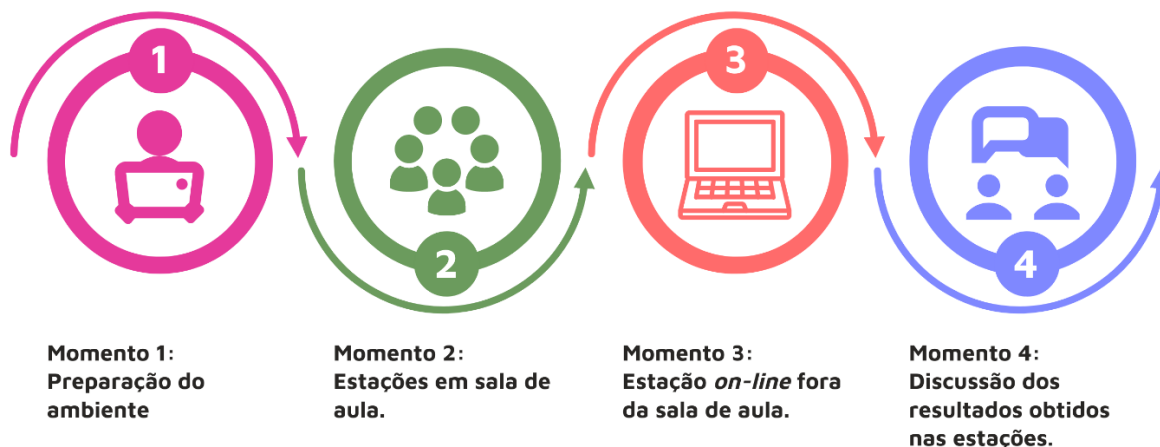 1
2
3
4
Momento 1:
Preparação do
ambiente
Momento 2:
Estações em sala de
aula.
Momento 3:
Estação on-line fora
da sala de aula.
Momento 4:
Discussão dos
resultados obtidos
nas estações.